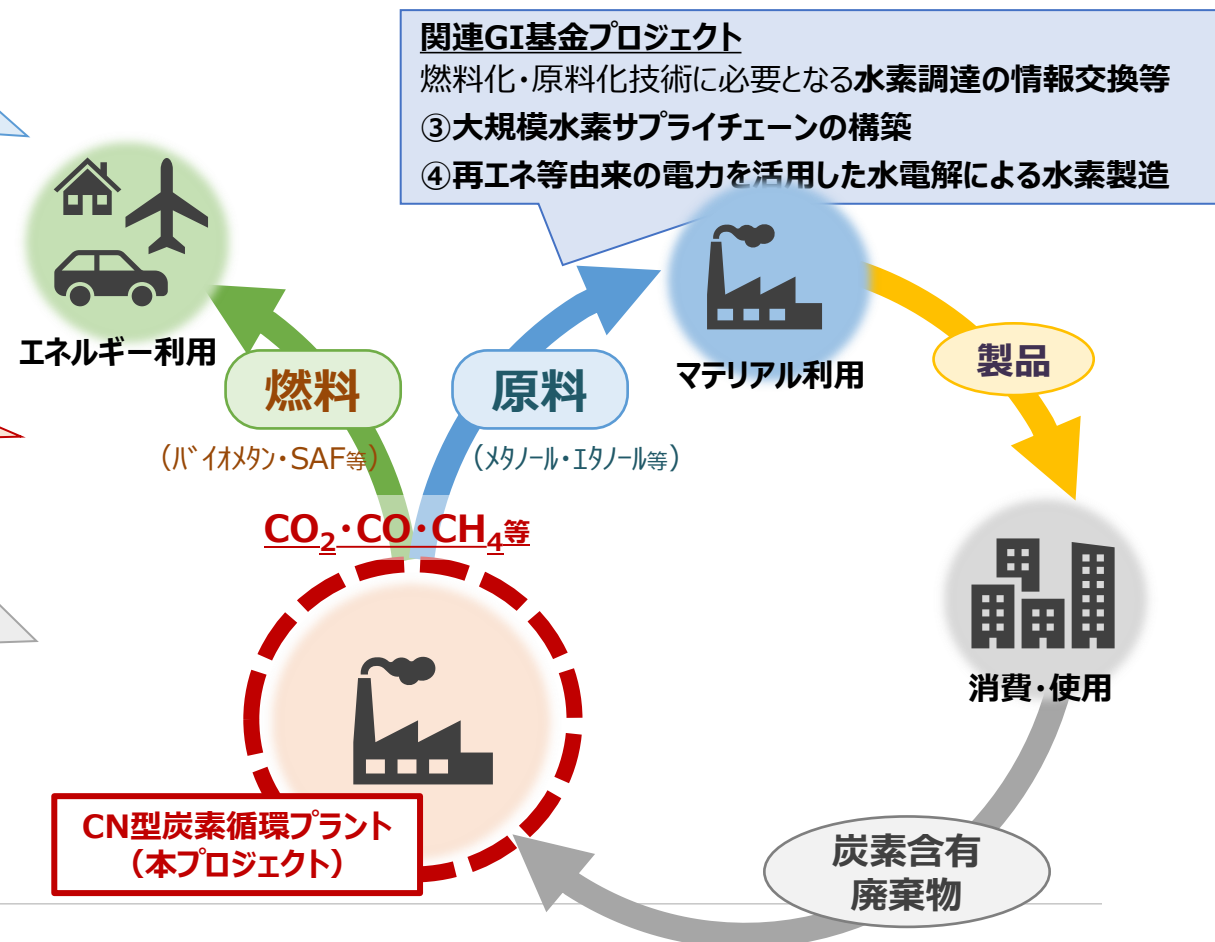 関連GI基金プロジェクト
燃料化・原料化技術に必要となる水素調達の情報交換等
③大規模水素サプライチェーンの構築
④再エネ等由来の電力を活用した水電解による水素製造
エネルギー利用
マテリアル利用
製品
燃料
原料
（ﾊﾞｲｵﾒﾀﾝ・SAF等）
（ﾒﾀﾉｰﾙ・ｴﾀﾉｰﾙ等）
CO₂・CO・CH₄等
消費・使用
CN型炭素循環プラント
（本プロジェクト）
炭素含有
廃棄物